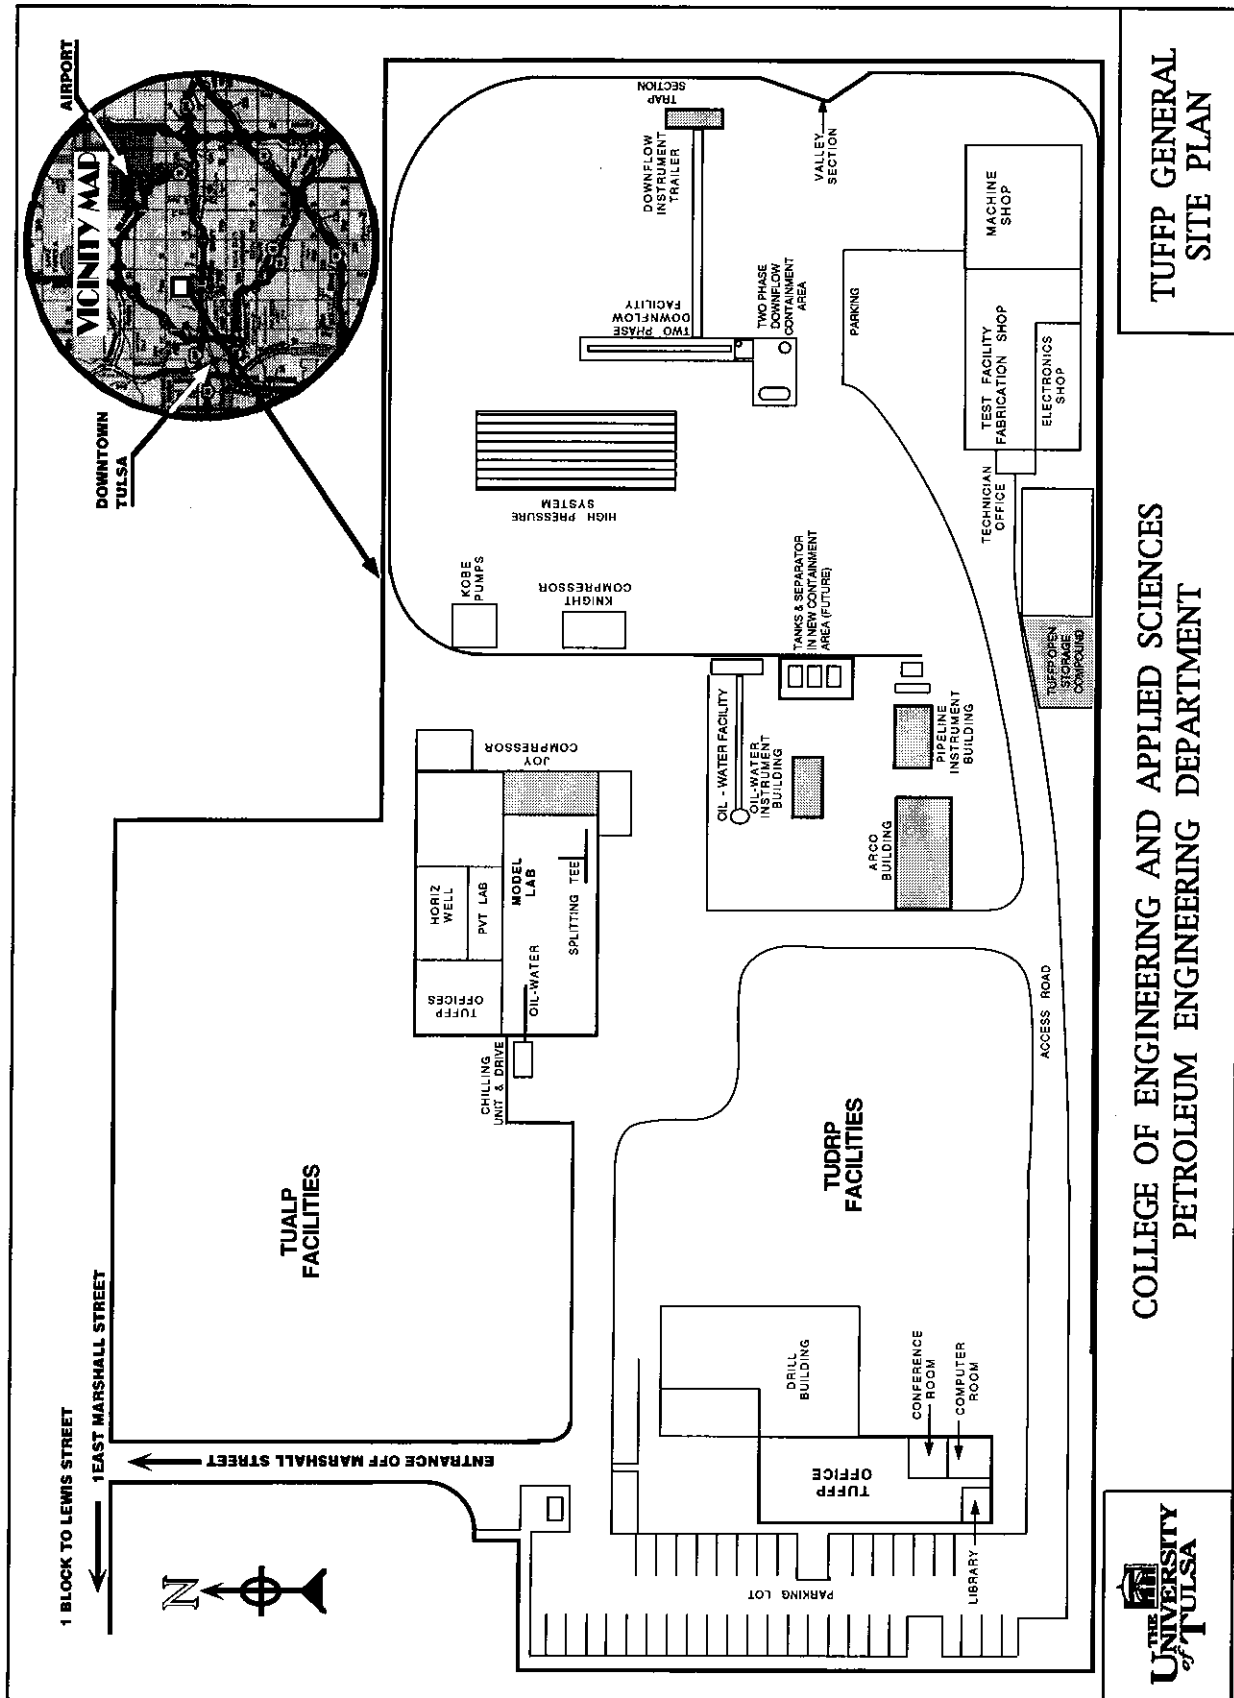 1 BLOCK TO LEWIS STREET
1EAST MARSHALL STREET
ENTRANCE OFF MARSHALL STREET
N
VICINITY MAP
AIRPORT
DOWNTOWN
TULSA
TUALP
FACILITIES
CHILLING
UNIT & DRIVE
TUFFP
OFFICES
HORIZ
WELL
PVT LAB
MODEL
LAB
OIL-WATER
SPLITTING TEE
JOY
COMPRESSOR
KOBE
PUMPS
KNIGHT
COMPRESSOR
HIGH PRESSURE
SYSTEM
TWO PHASE
DOWNFLOW
FACILITY
DOWNFLOW
INSTRUMENT
TRAILER
TRAP
SECTION
VALLEY
SECTION
TWO PHASE
DOWNFLOW
CONTAINMENT
AREA
TANKS & SEPARATOR
IN NEW CONTAINMENT
AREA (FUTURE)
OIL - WATER FACILITY
OIL-WATER
INSTRUMENT
BUILDING
PIPELINE
INSTRUMENT
BUILDING
ARCO
BUILDING
PARKING
MACHINE
SHOP
TEST FACILITY
FABRICATION SHOP
ELECTRONICS
SHOP
TECHNICIAN
OFFICE
TUFFP OPEN
STORAGE
COMPOUND
ACCESS ROAD
TUDRP
FACILITIES
DRILL
BUILDING
CONFERENCE
ROOM
COMPUTER
ROOM
TUFFP
OFFICE
LIBRARY
PARKING LOT
THE
UNIVERSITY
of TULSA
COLLEGE OF ENGINEERING AND APPLIED SCIENCES
PETROLEUM ENGINEERING DEPARTMENT
TUFFP GENERAL
SITE PLAN